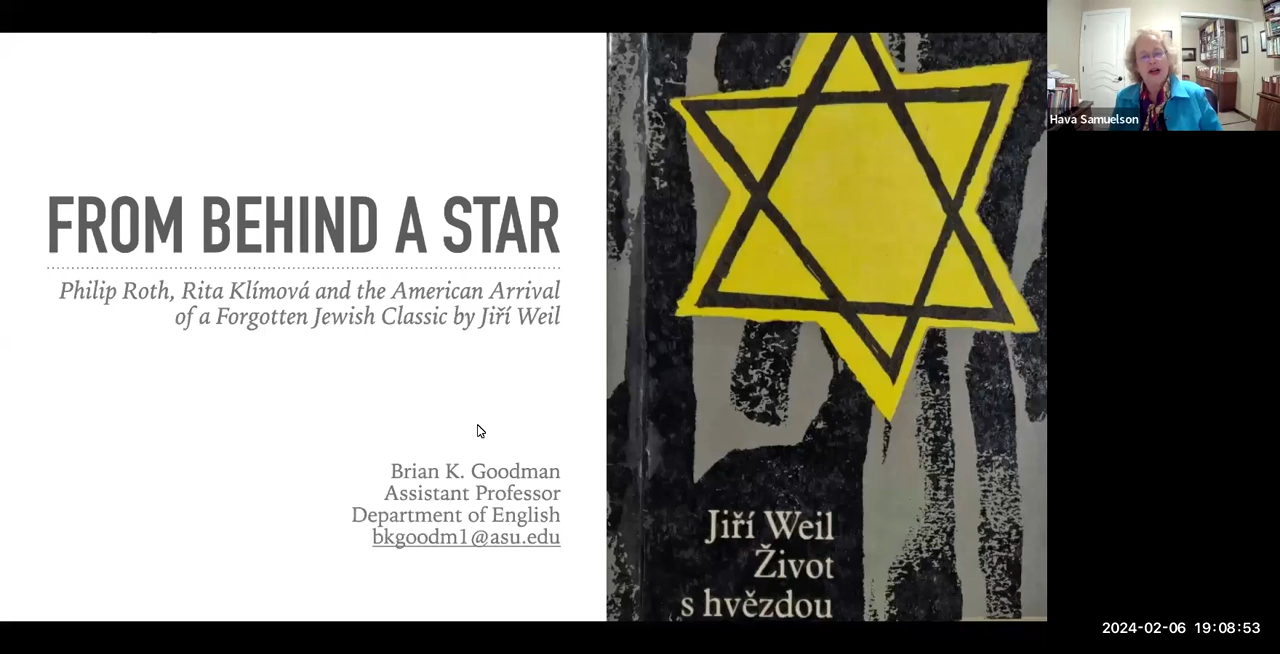 FROM BEHIND A STAR
Philip Roth, Rita Klímová and the American Arrival
of a Forgotten Jewish Classic by Jiří Weil
Brian K. Goodman
Assistant Professor
Department of English
bkgoodm1@asu.edu
Jiří Weil
Život
s hvězdou
Hava Samuelson
2024-02-06 19:08:53